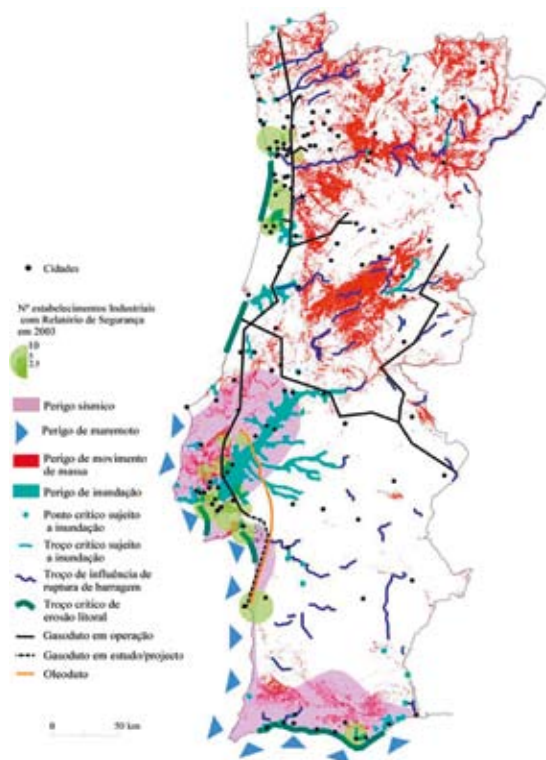 Cidades
Nº estabelecimentos Industriais
com Relatório de Segurança
em 2003
10
5
2,5
Perigo sísmico
Perigo de maremoto
Perigo de movimento
de massa
Perigo de inundação
Ponto crítico sujeito
a inundação
Troço crítico sujeito
a inundação
Troço de influência de
ruptura de barragem
Troço crítico de
erosão litoral
Gasoduto em operação
Gasoduto em estudo/projecto
Oleoduto
0 50 km